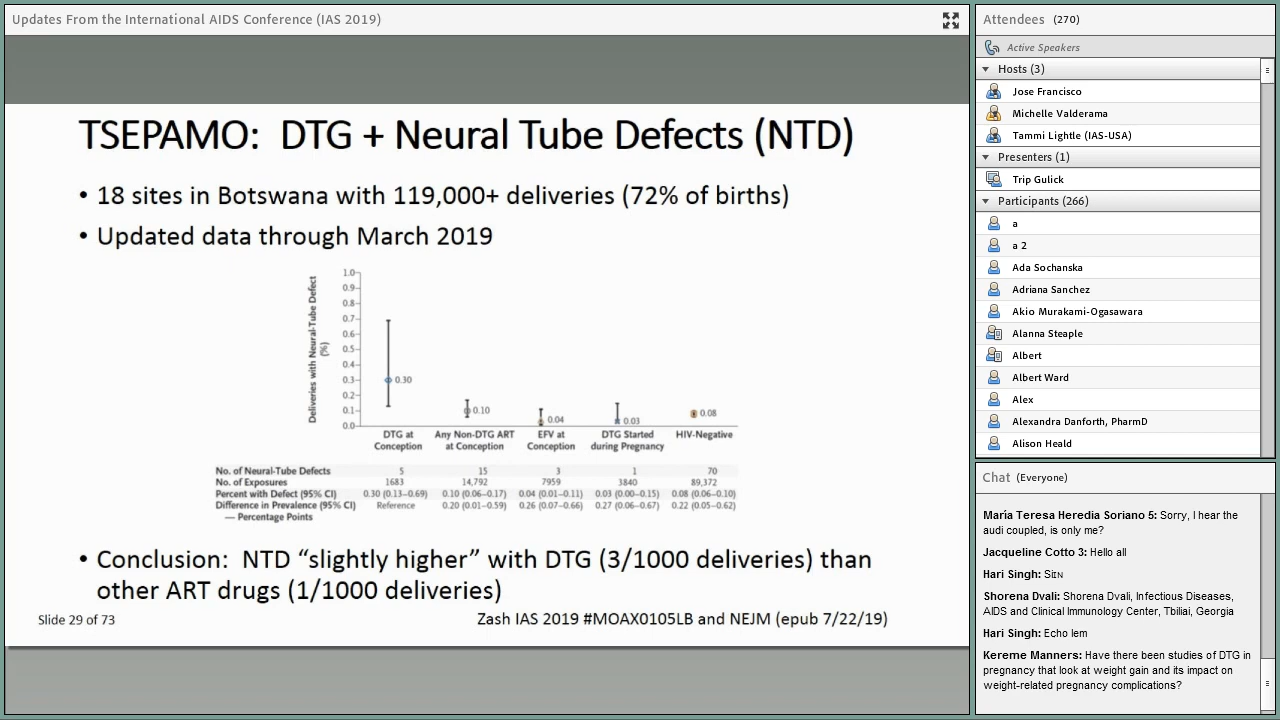 Updates From the International AIDS Conference (IAS 2019)
TSEPAMO: DTG + Neural Tube Defects (NTD)
• 18 sites in Botswana with 119,000+ deliveries (72% of births)
• Updated data through March 2019
Deliveries with Neural-Tube Defect
(%)
1.0
0.9
0.8
0.7
0.6
0.5
0.4
0.3
0.2
0.1
0.0
0.30
0.10
0.04
0.03
0.08
DTG at
Conception
Any Non-DTG ART
at Conception
EFV at
Conception
DTG Started
during Pregnancy
HIV-Negative
No. of Neural-Tube Defects 5 15 3 1 70
No. of Exposures 1683 14,792 7959 3840 89,372
Percent with Defect (95% CI) 0.30 (0.13–0.69) 0.10 (0.06–0.17) 0.04 (0.01–0.11) 0.03 (0.00–0.15) 0.08 (0.06–0.10)
Difference in Prevalence (95% CI) Reference 0.20 (0.01–0.59) 0.26 (0.07–0.66) 0.27 (0.06–0.67) 0.22 (0.05–0.62)
— Percentage Points
• Conclusion: NTD “slightly higher” with DTG (3/1000 deliveries) than
other ART drugs (1/1000 deliveries)
Slide 29 of 73
Zash IAS 2019 #MOAX0105LB and NEJM (epub 7/22/19)
Attendees (270)
Active Speakers
Hosts (3)
Jose Francisco
Michelle Valderama
Tammi Lightle (IAS-USA)
Presenters (1)
Trip Gulick
Participants (266)
a
a 2
Ada Sochanska
Adriana Sanchez
Akio Murakami-Ogasawara
Alanna Steaple
Albert
Albert Ward
Alex
Alexandra Danforth, PharmD
Alison Heald
Chat (Everyone)
María Teresa Heredia Soriano 5: Sorry, I hear the
audi coupled, is only me?
Jacqueline Cotto 3: Hello all
Hari Singh: Sɪɛɴ
Shorena Dvali: Shorena Dvali, Infectious Diseases,
AIDS and Clinical Immunology Center, Tbiliai, Georgia
Hari Singh: Echo lem
Kereme Manners: Have there been studies of DTG in
pregnancy that look at weight gain and its impact on
weight-related pregnancy complications?